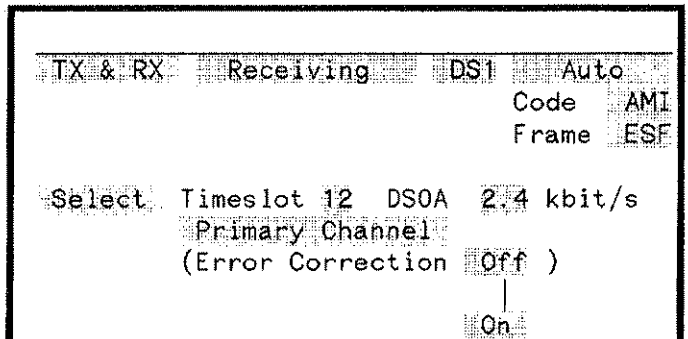 TX & RX Receiving DS1 Auto
Code AMI
Frame ESF
Select Timeslot 12 DS0A 2.4 kbit/s
Primary Channel
(Error Correction Off )
On